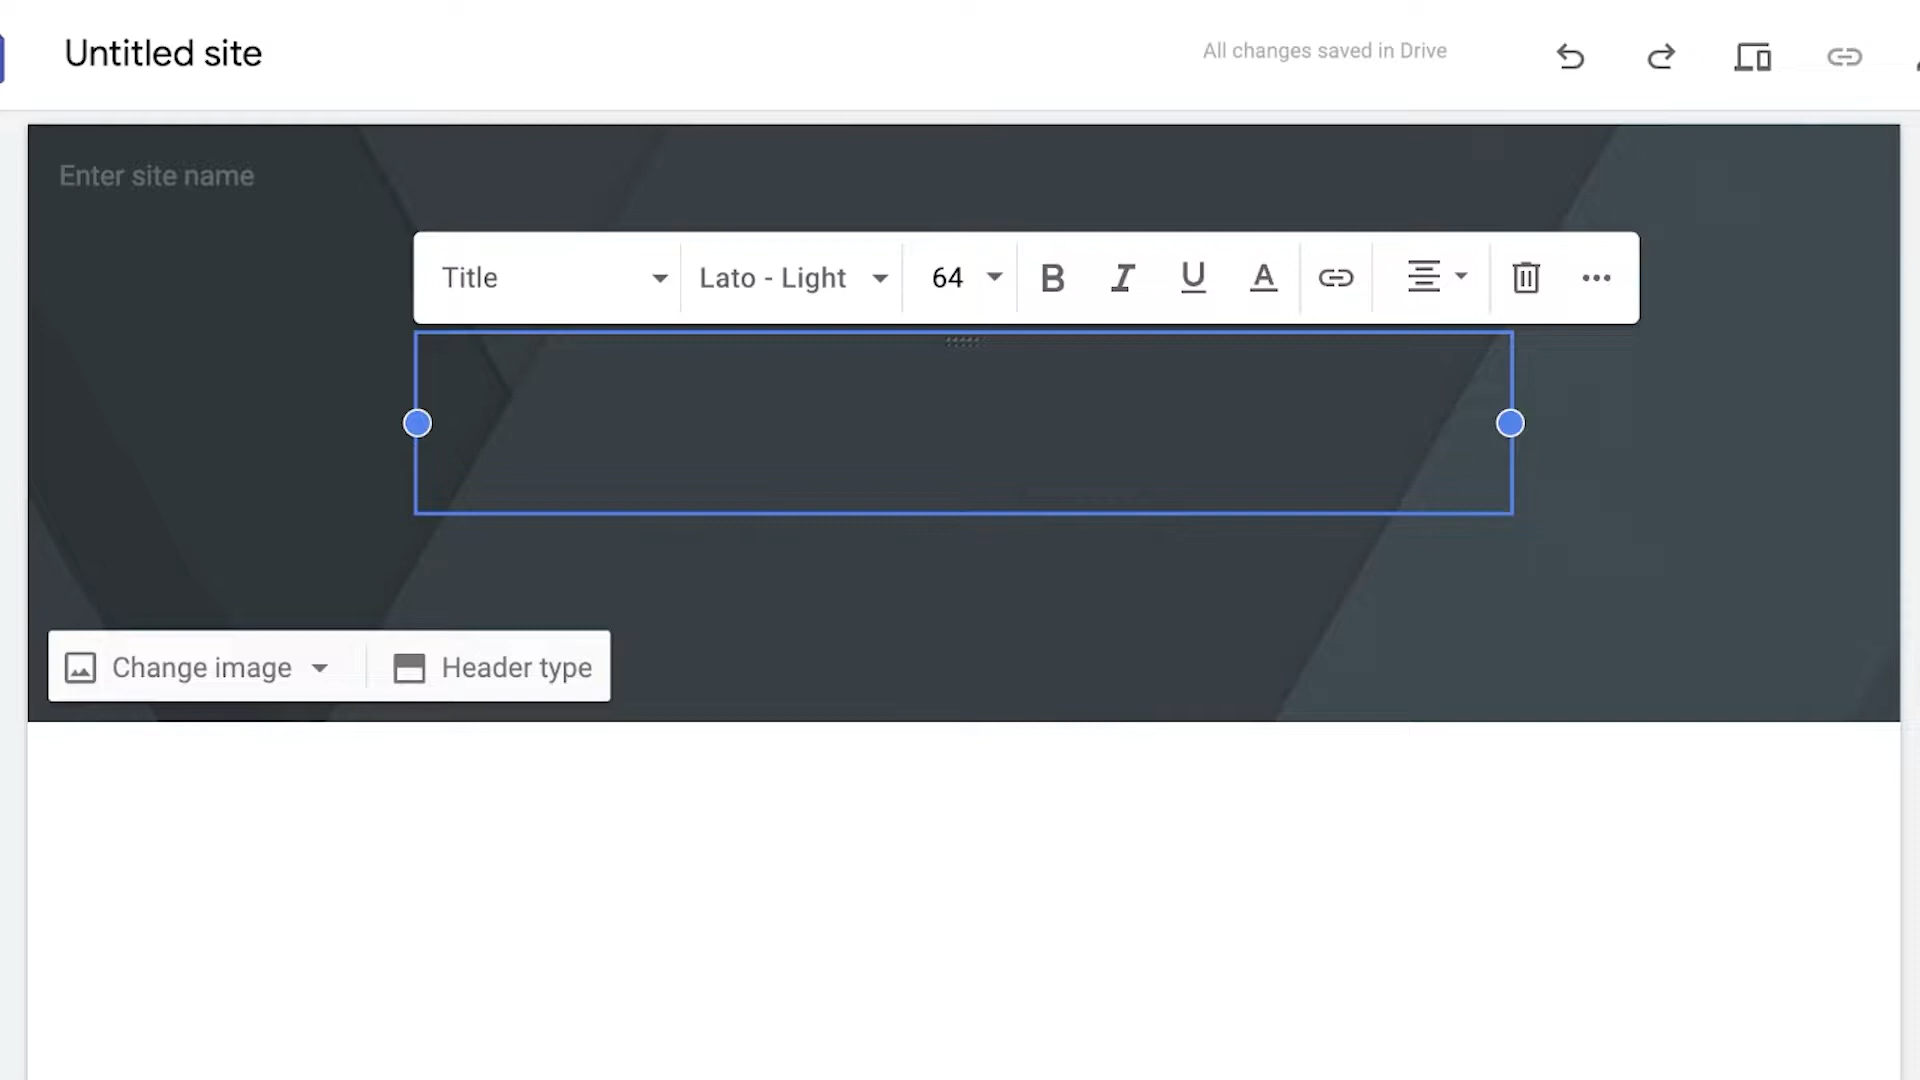 Untitled site
All changes saved in Drive
Enter site name
Title
Lato - Light
64
B I U A
Change image
Header type